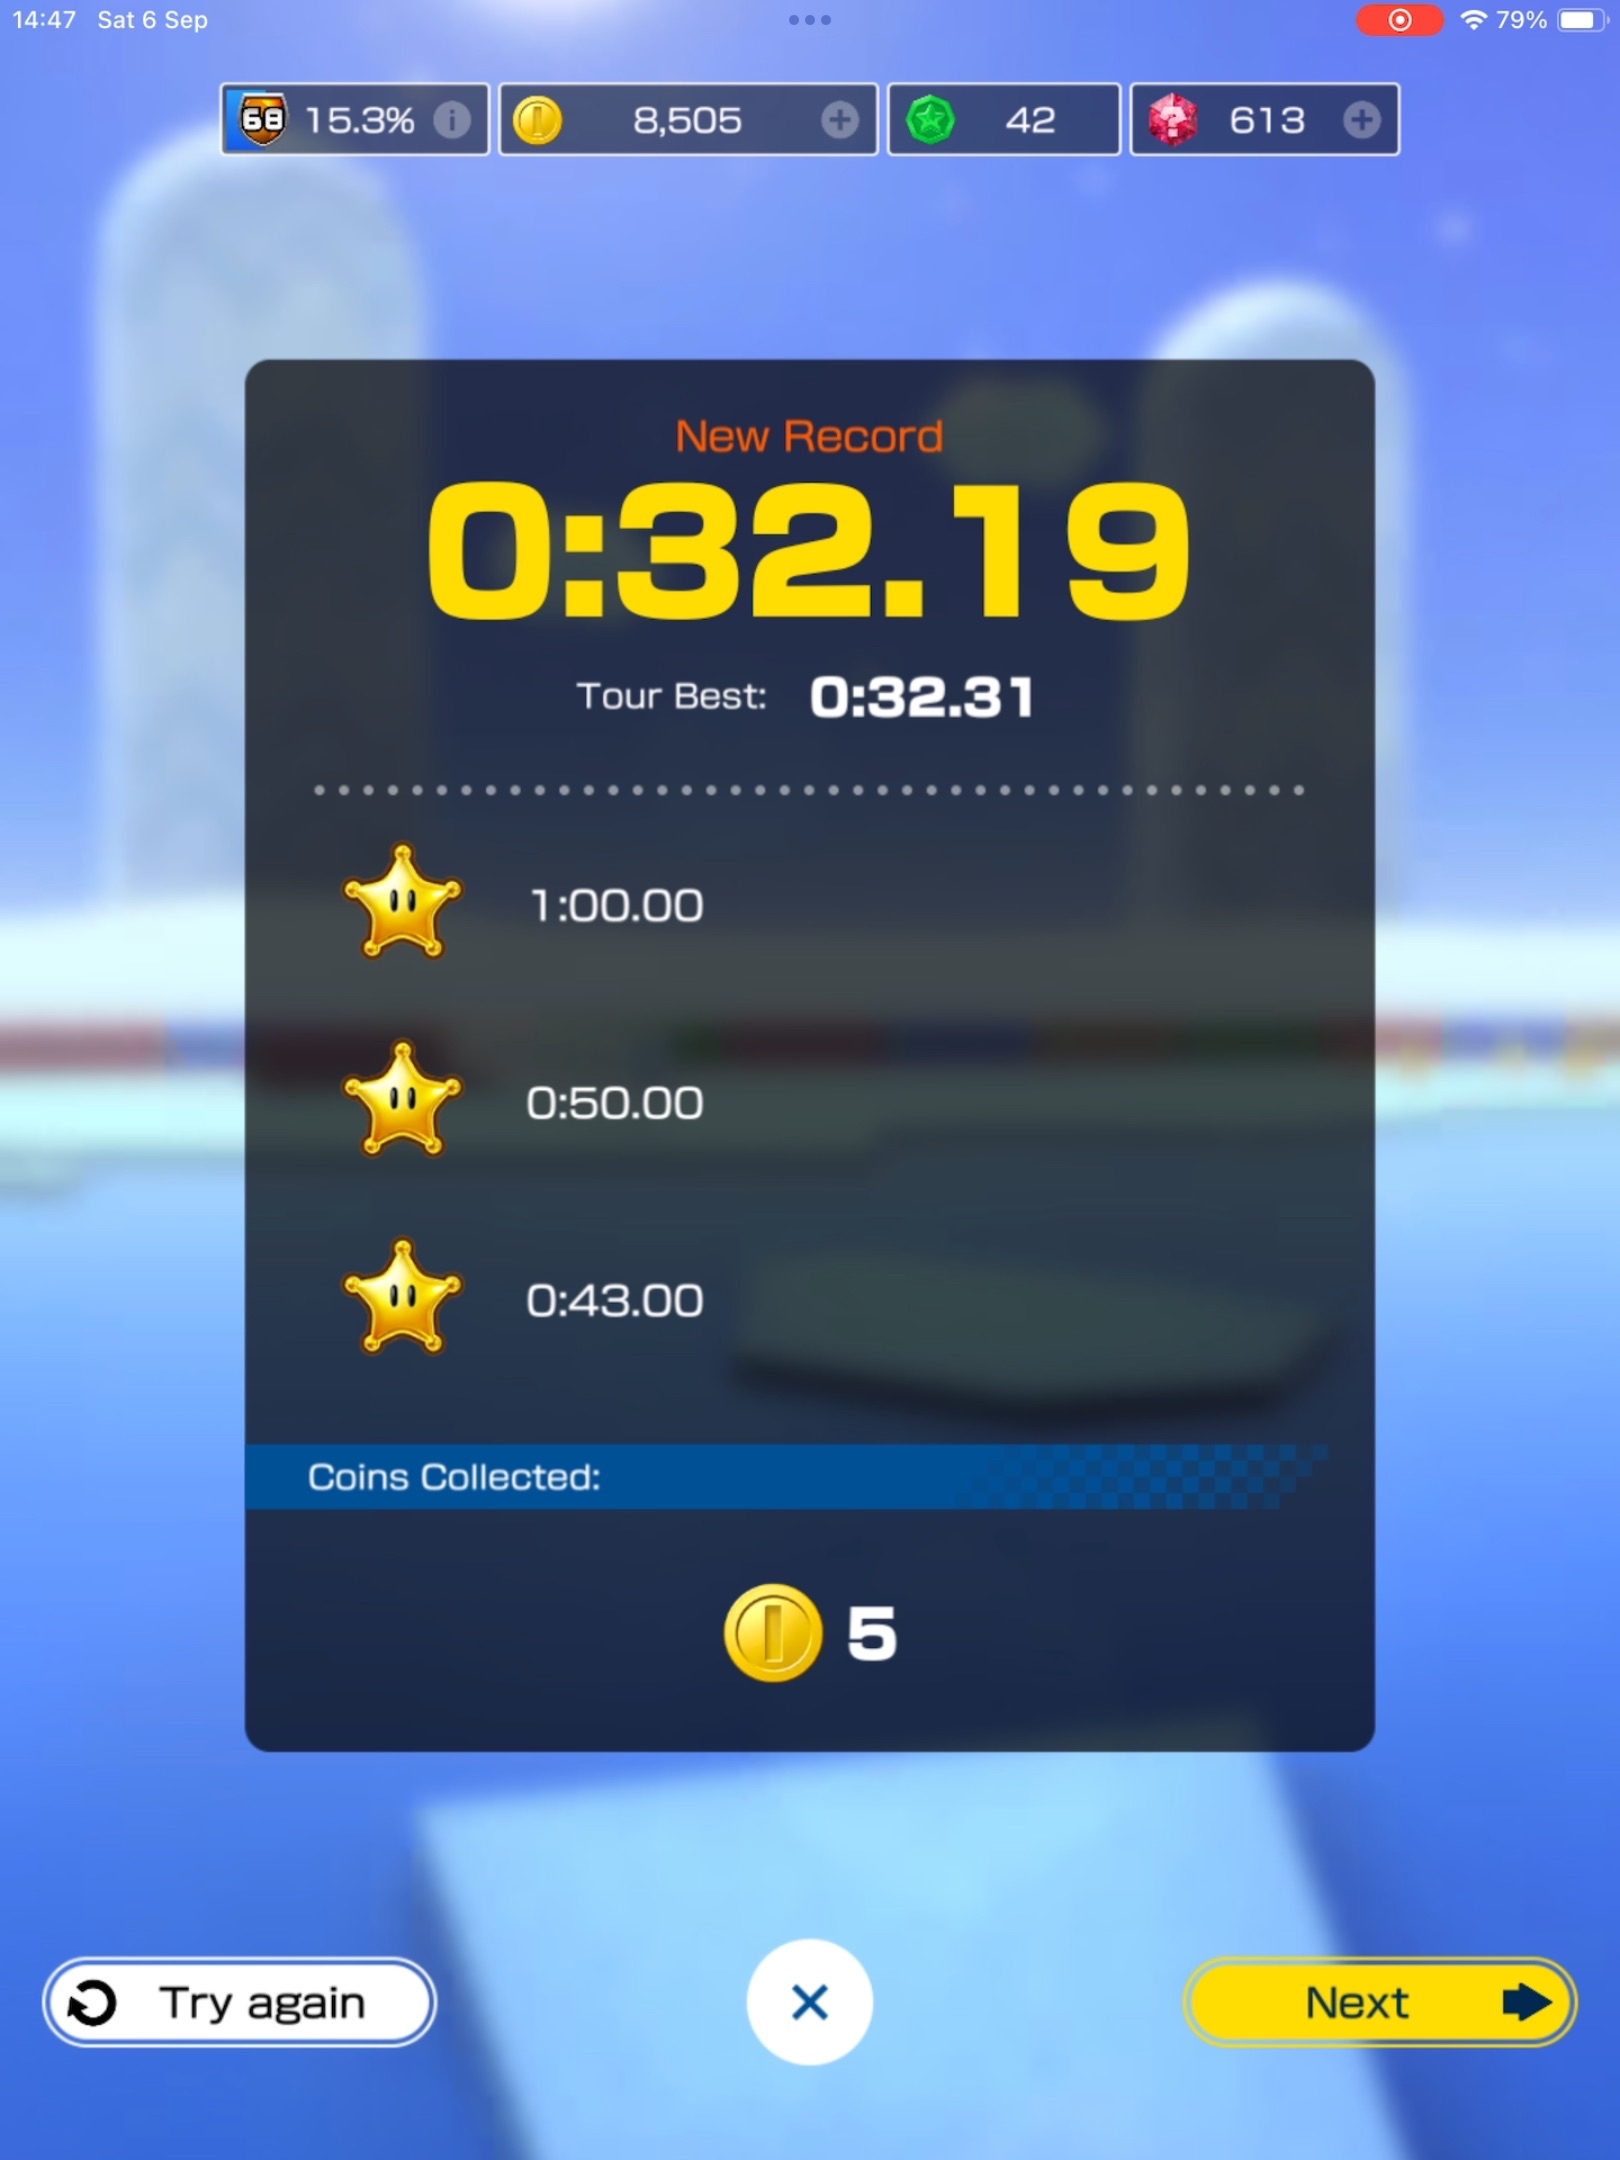 14:47 Sat 6 Sep 79%
68 15.3% 8,505 42 613
New Record
0:32.19
Tour Best: 0:32.31
1:00.00
0:50.00
0:43.00
Coins Collected:
5
Try again Next